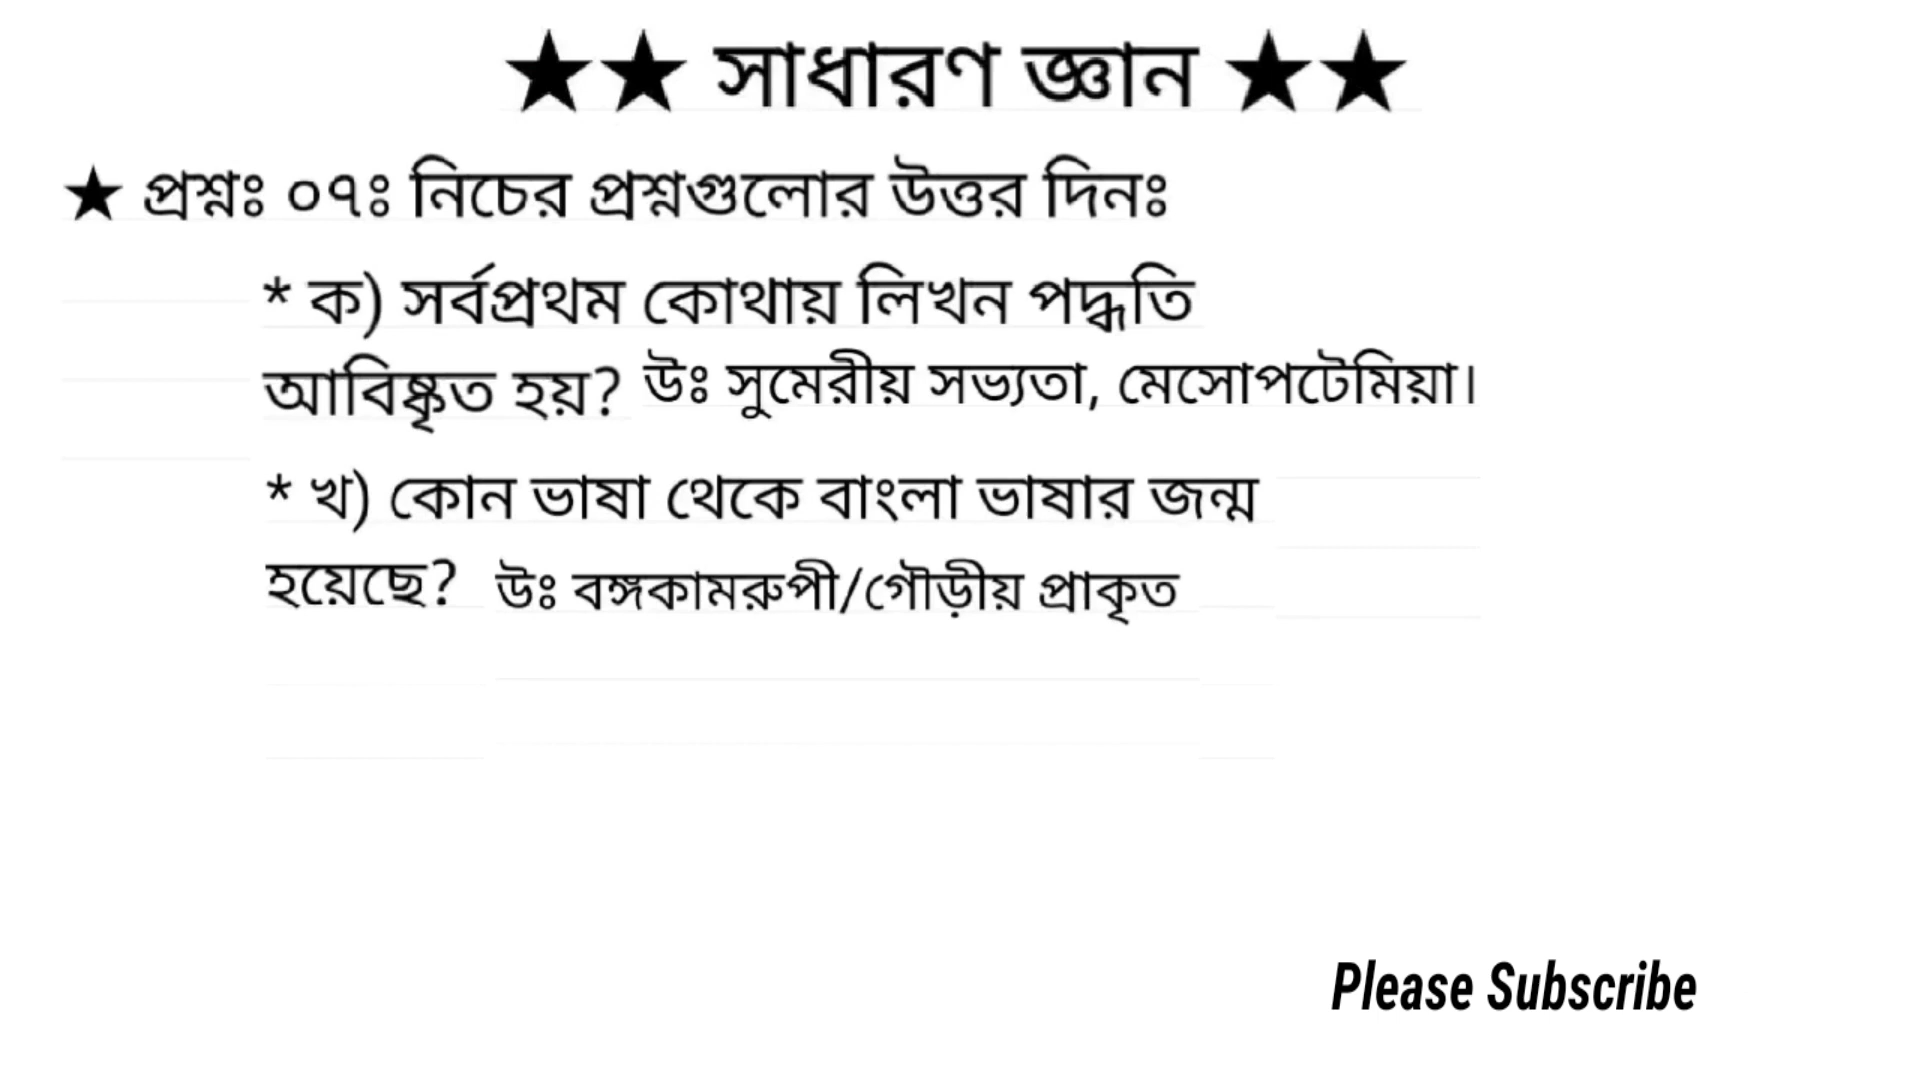 ★★ সাধারণ জ্ঞান ★★
★ প্রশ্নঃ ০৭ঃ নিচের প্রশ্নগুলোর উত্তর দিনঃ
* ক) সর্বপ্রথম কোথায় লিখন পদ্ধতি
আবিষ্কৃত হয়? উঃ সুমেরীয় সভ্যতা, মেসোপটেমিয়া।
* খ) কোন ভাষা থেকে বাংলা ভাষার জন্ম
হয়েছে? উঃ বঙ্গকামরুপী/গৌড়ীয় প্রাকৃত
Please Subscribe